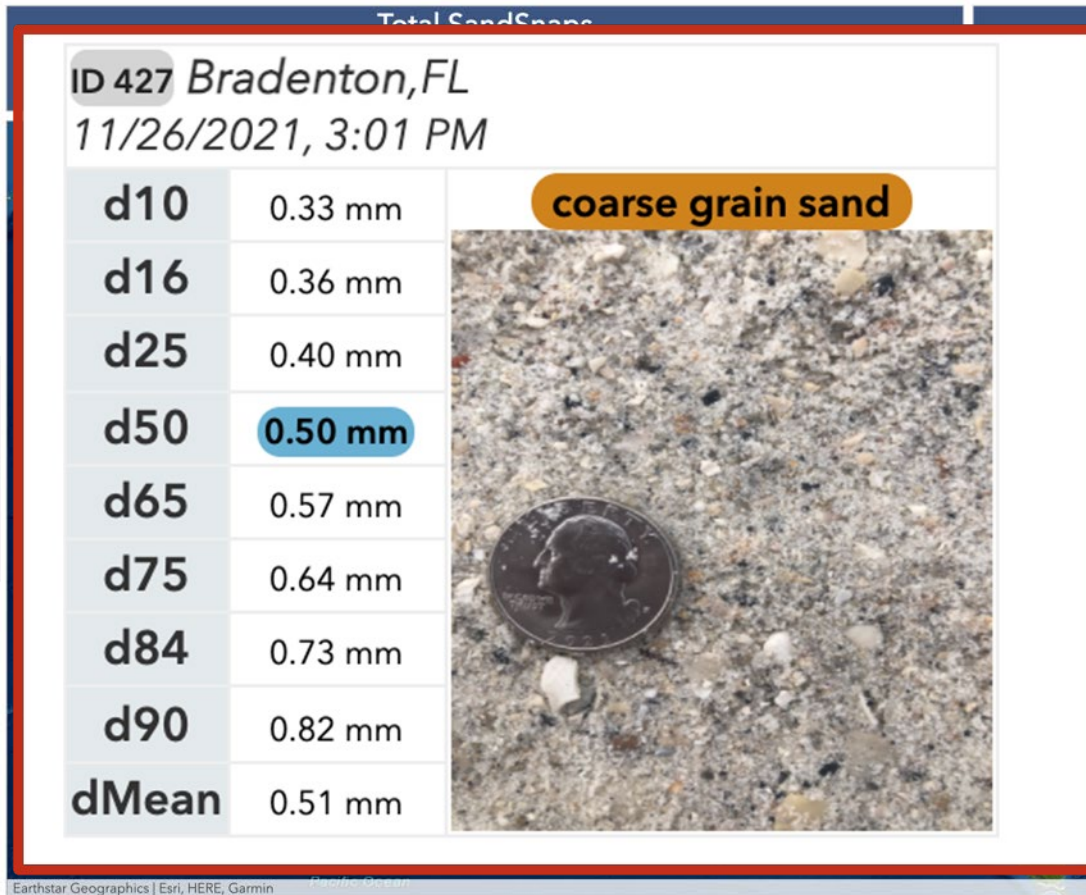 Total SandSnaps
ID 427 Bradenton,FL
11/26/2021, 3:01 PM
coarse grain sand
d10 0.33 mm
d16 0.36 mm
d25 0.40 mm
d50 0.50 mm
d65 0.57 mm
d75 0.64 mm
d84 0.73 mm
d90 0.82 mm
dMean 0.51 mm
LIBERTY
Pacific Ocean
Earthstar Geographics | Esri, HERE, Garmin